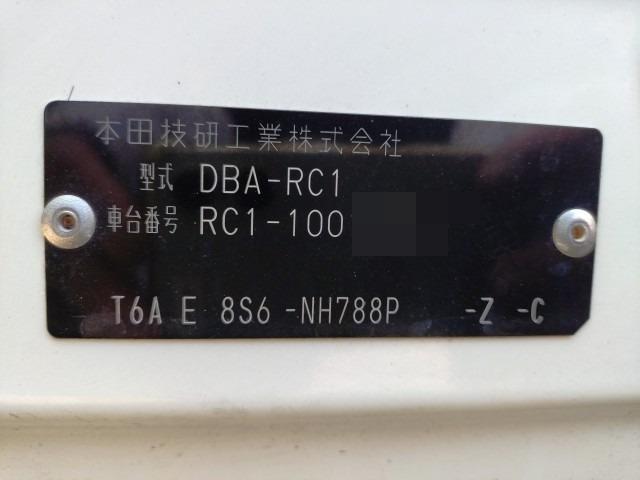 本田技研工業株式会社
型式 DBA-RC1
車台番号 RC1-100
T6A E 8S6 -NH788P -Z -C